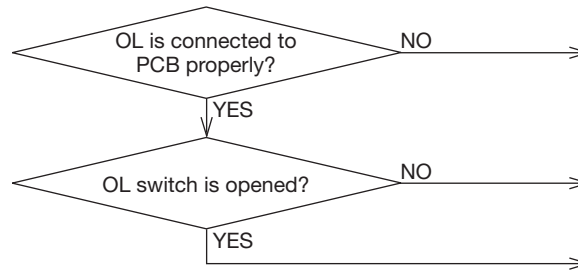 OL is connected to
PCB properly?
NO
YES
OL switch is opened?
NO
YES